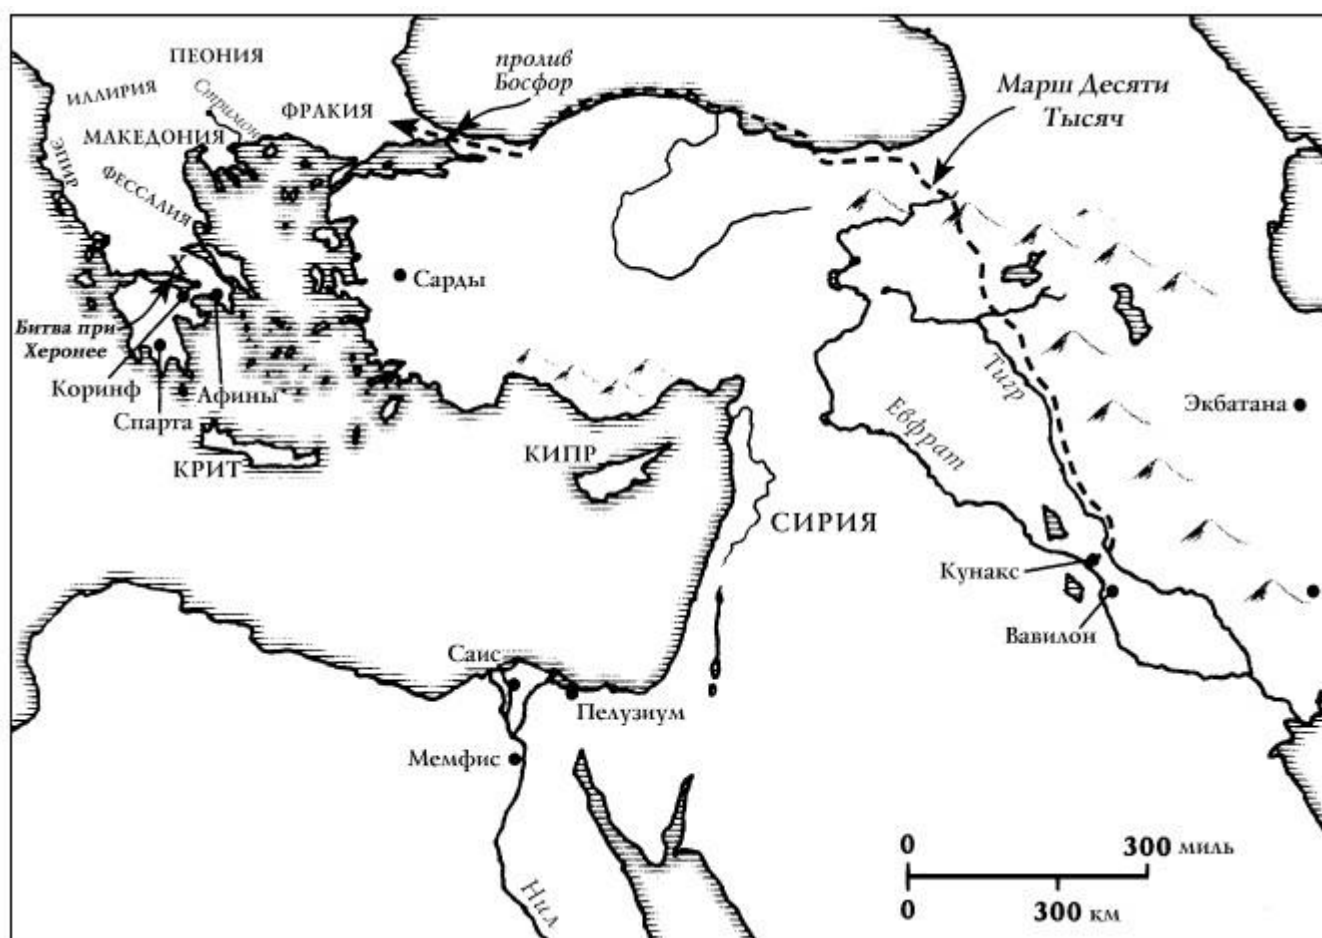 ПЕОНИЯ
ИЛЛИРИЯ
Стримон
ФРАКИЯ
МАКЕДОНИЯ
ЭПИР
ФЕССАЛИЯ
пролив
Босфор
Марш Десяти
Тысяч
Сарды
X
Битва при
Херонее
Коринф
Афины
Спарта
КРИТ
КИПР
СИРИЯ
Тигр
Евфрат
Экбатана
Кунакс
Вавилон
Саис
Пелузиум
Мемфис
Нил
0 300 миль
0 300 км